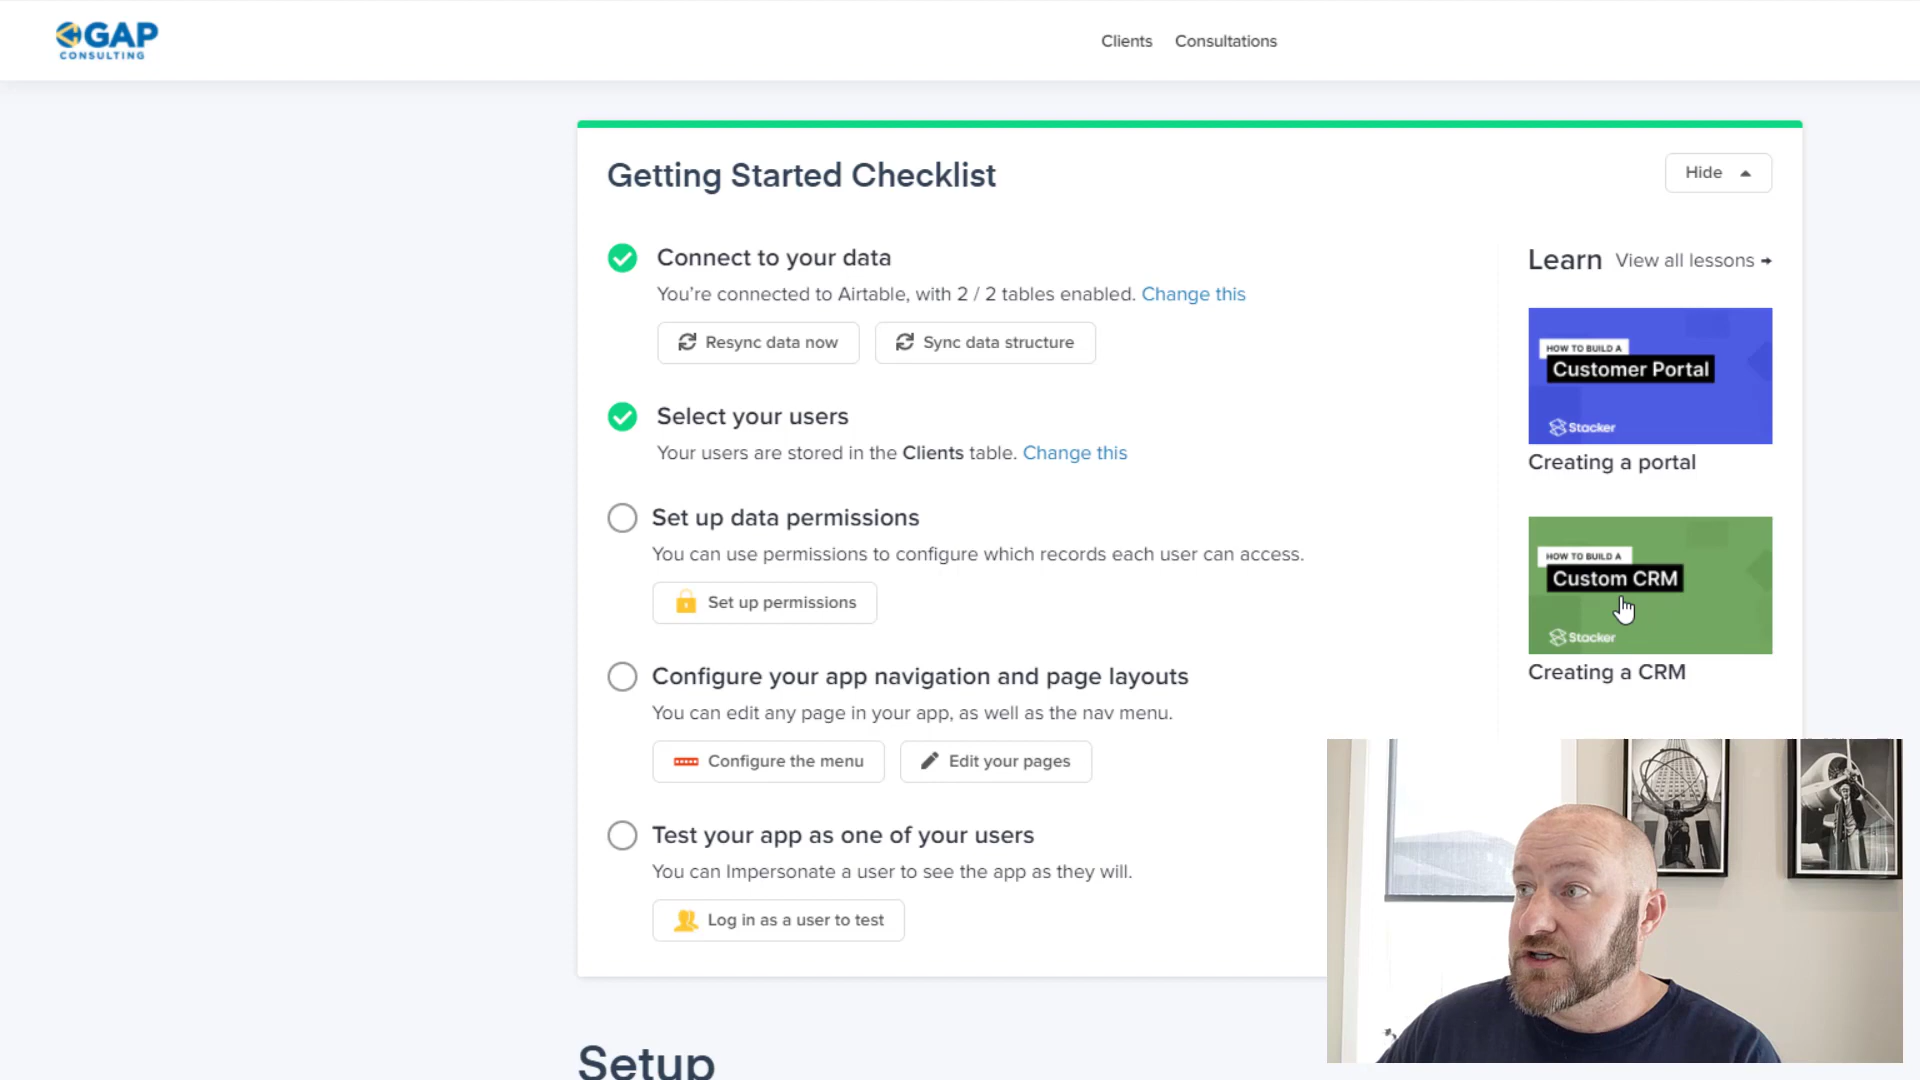 GAP
CONSULTING
Clients
Consultations
Getting Started Checklist
Hide
Connect to your data
You're connected to Airtable, with 2 / 2 tables enabled. Change this
Resync data now
Sync data structure
Select your users
Your users are stored in the Clients table. Change this
Set up data permissions
You can use permissions to configure which records each user can access.
Set up permissions
Configure your app navigation and page layouts
You can edit any page in your app, as well as the nav menu.
Configure the menu
Edit your pages
Test your app as one of your users
You can Impersonate a user to see the app as they will.
Log in as a user to test
Learn View all lessons →
HOW TO BUILD A
Customer Portal
Stacker
Creating a portal
HOW TO BUILD A
Custom CRM
Stacker
Creating a CRM
Setup